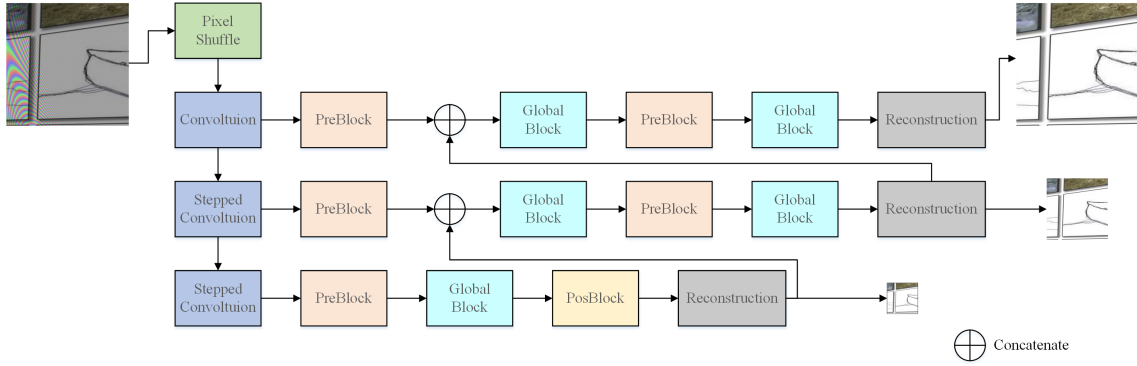 Pixel
Shuffle
Convoltuion
PreBlock
Global
Block
PreBlock
Global
Block
Reconstruction
Stepped
Convoltuion
PreBlock
Global
Block
PreBlock
Global
Block
Reconstruction
Stepped
Convoltuion
PreBlock
Global
Block
PosBlock
Reconstruction
Concatenate